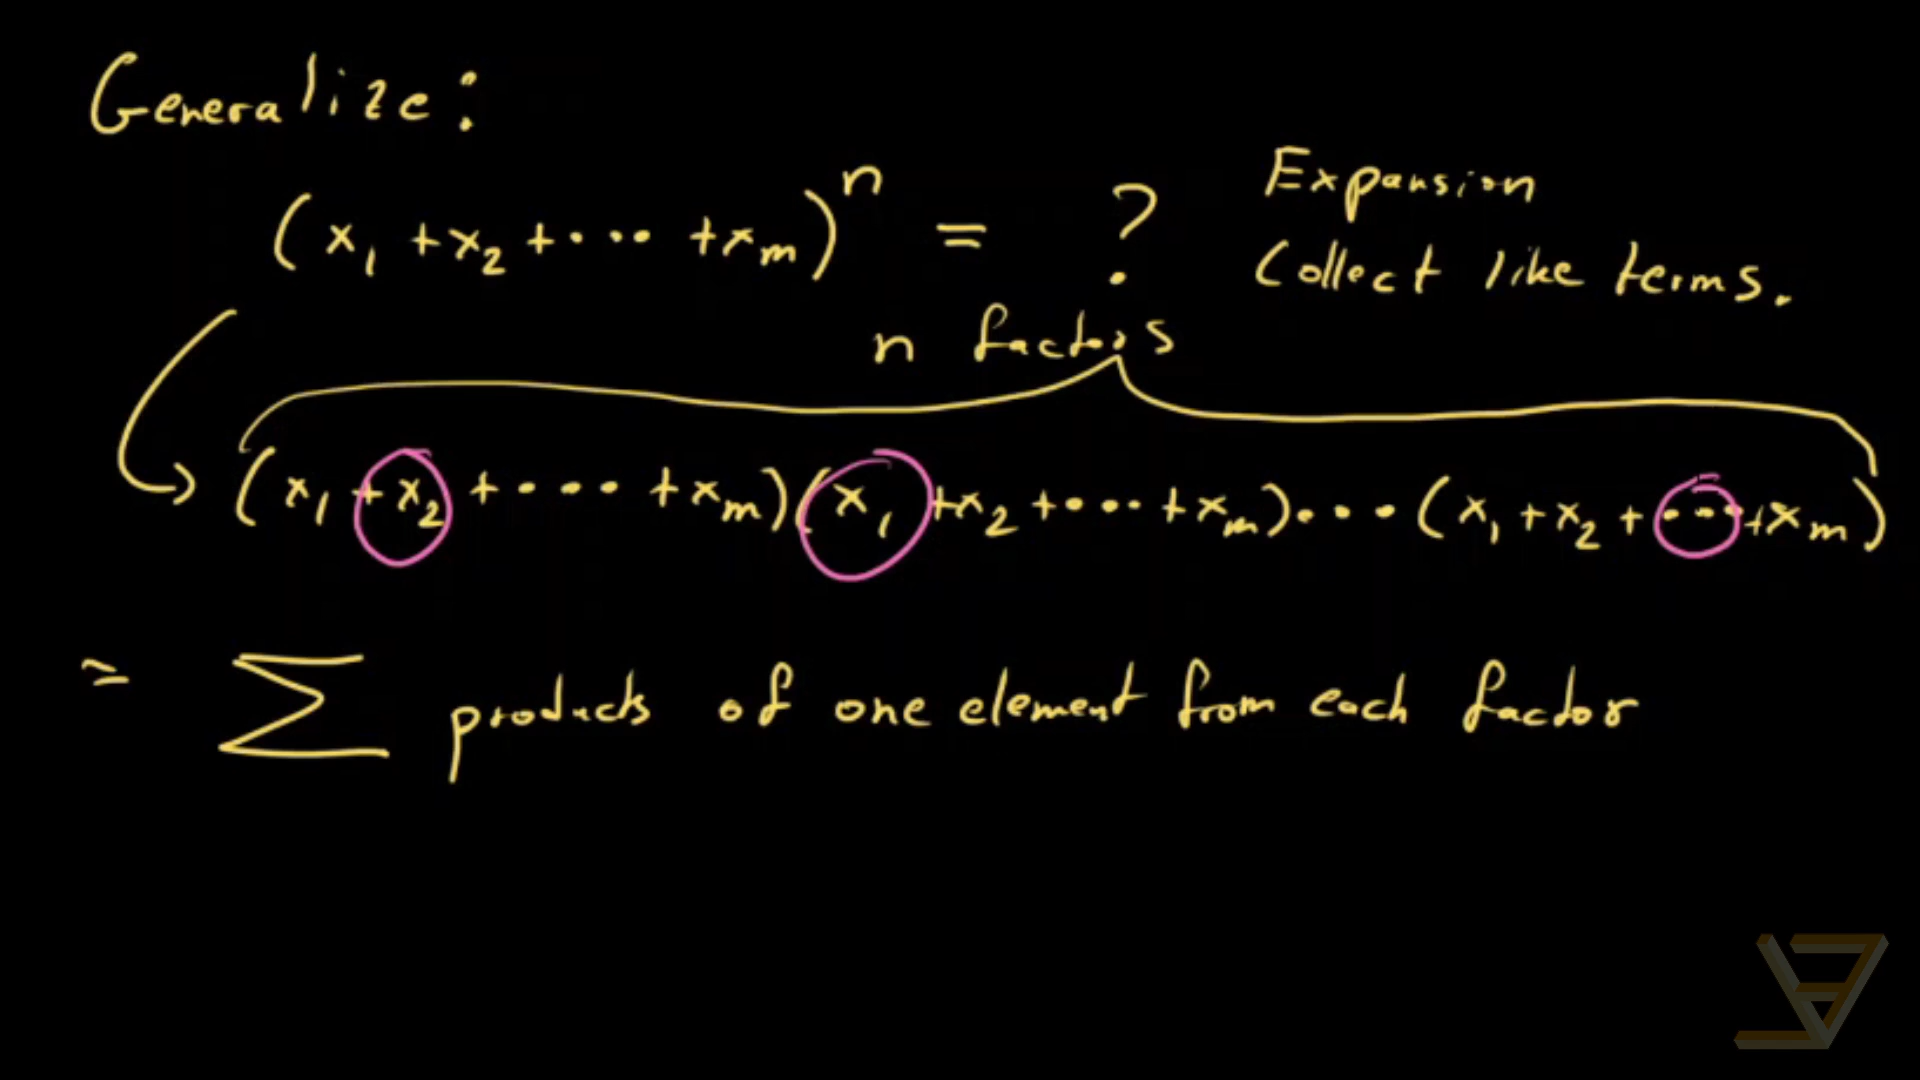 Generalize:
(x₁ + x₂ + ··· + xₘ)ⁿ = ?
Expansion
Collect like terms.
n factors
(x₁ + x₂ + ···· + xₘ)(x₁ + x₂ + ··· + xₘ)···(x₁ + x₂ + ··· + xₘ)
= ∑ products of one element from each factor